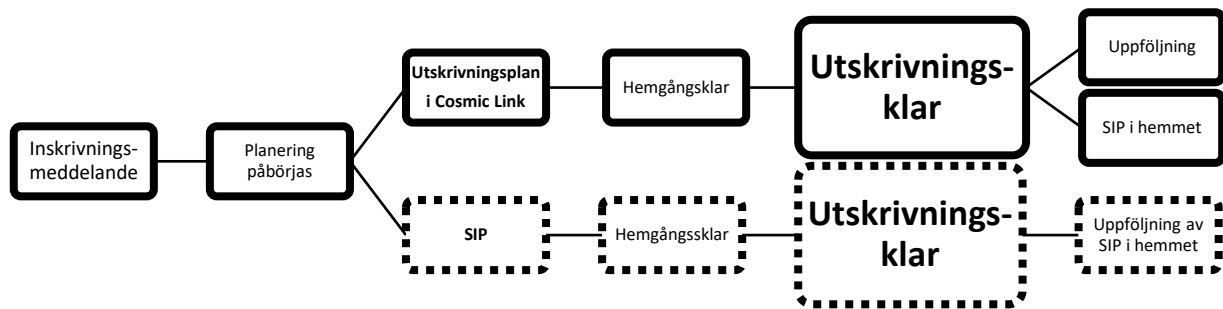 Inskrivnings-
meddelande
Planering
påbörjas
Utskrivningsplan
i Cosmic Link
Hemgångsklar
Utskrivnings-
klar
Uppföljning
SIP i hemmet
SIP
Hemgångssklar
Utskrivnings-
klar
Uppföljning av
SIP i hemmet